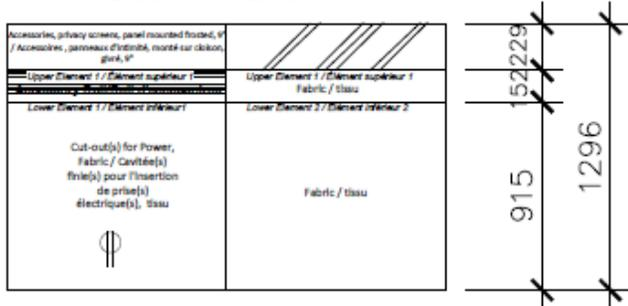 Accessories, privacy screens, panel mounted frosted, 9"
/ Accessoires , panneaux d'intimité, monté sur cloison,
givré, 9"
Upper Element 1 / Élément supérieur 1
Lower Element 1 / Élément inférieur1
Cut-out(s) for Power,
Fabric / Cavitée(s)
finie(s) pour l'insertion
de prise(s)
électrique(s), tissu
Upper Element 1 / Élément supérieur 1
Fabric / tissu
Lower Element 2 / Élément inférieur 2
Fabric / tissu
229
152
915
1296